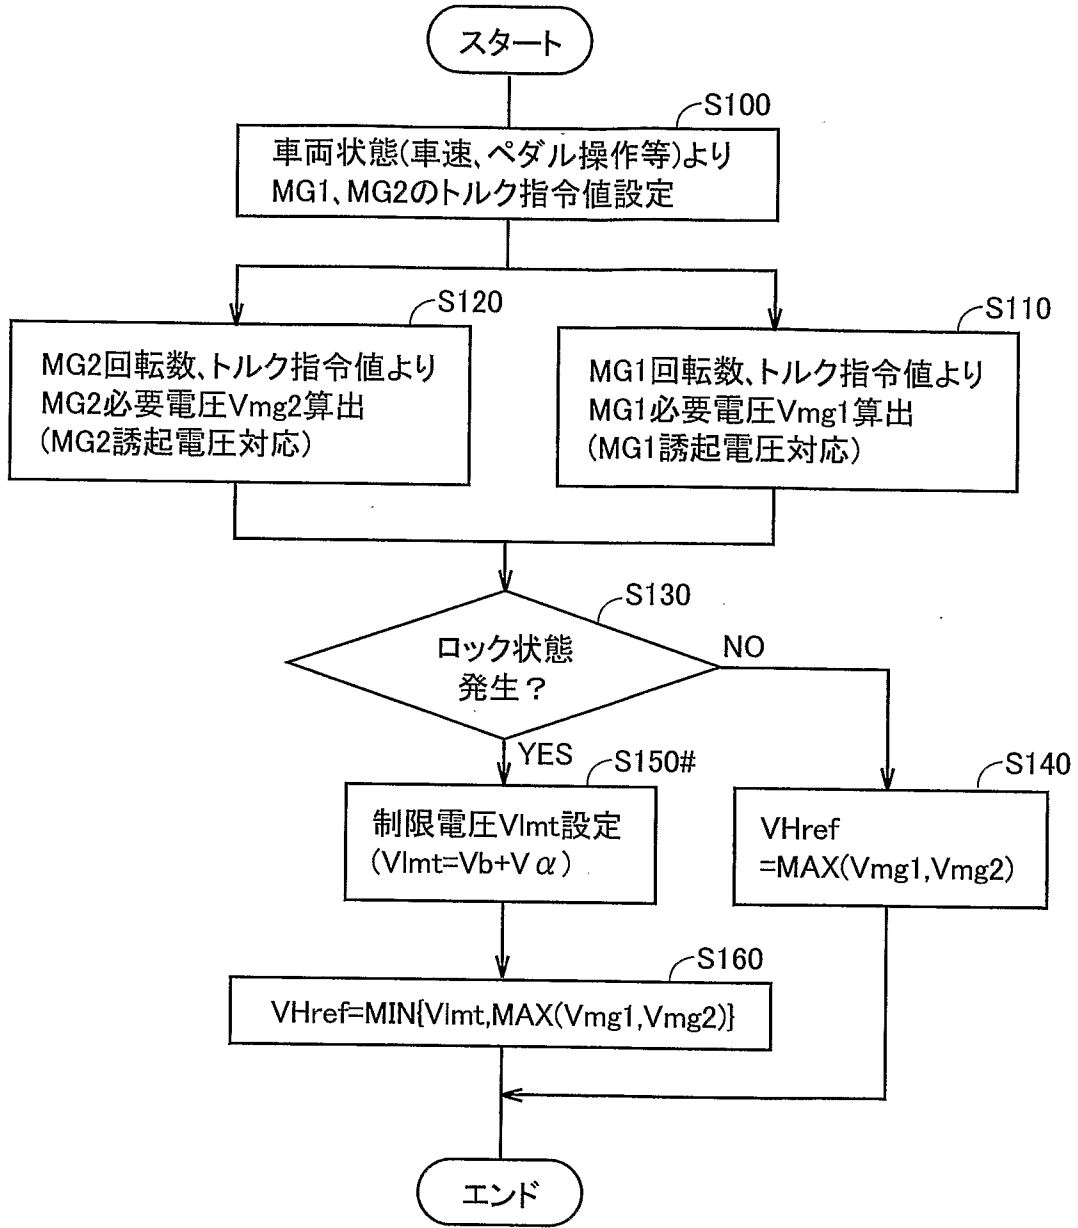 スタート
S100
車両状態(車速、ペダル操作等)より
MG1、MG2のトルク指令値設定
S120
MG2回転数、トルク指令値より
MG2必要電圧Vmg2算出
(MG2誘起電圧対応)
S110
MG1回転数、トルク指令値より
MG1必要電圧Vmg1算出
(MG1誘起電圧対応)
S130
ロック状態
発生？
NO
YES
S150#
制限電圧Vlmt設定
(Vlmt=Vb+Vα)
S140
VHref
=MAX(Vmg1,Vmg2)
S160
VHref=MIN{Vlmt,MAX(Vmg1,Vmg2)}
エンド